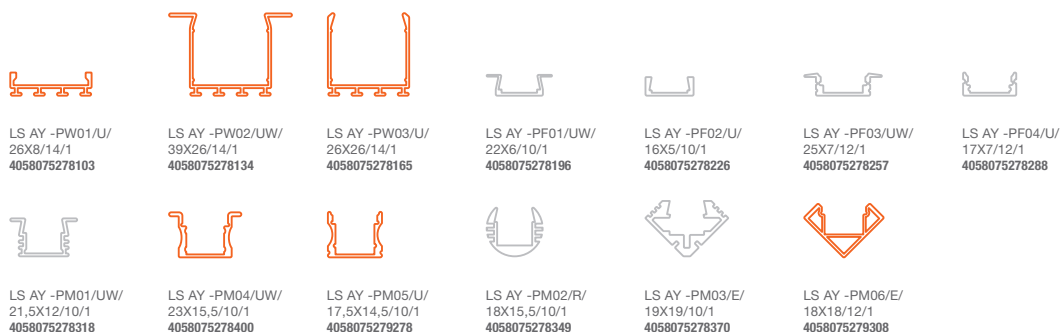 LS AY -PW01/U/
26X8/14/1
4058075278103
LS AY -PW02/UW/
39X26/14/1
4058075278134
LS AY -PW03/U/
26X26/14/1
4058075278165
LS AY -PF01/UW/
22X6/10/1
4058075278196
LS AY -PF02/U/
16X5/10/1
4058075278226
LS AY -PF03/UW/
25X7/12/1
4058075278257
LS AY -PF04/U/
17X7/12/1
4058075278288
LS AY -PM01/UW/
21,5X12/10/1
4058075278318
LS AY -PM04/UW/
23X15,5/10/1
4058075278400
LS AY -PM05/U/
17,5X14,5/10/1
4058075279278
LS AY -PM02/R/
18X15,5/10/1
4058075278349
LS AY -PM03/E/
19X19/10/1
4058075278370
LS AY -PM06/E/
18X18/12/1
4058075279308